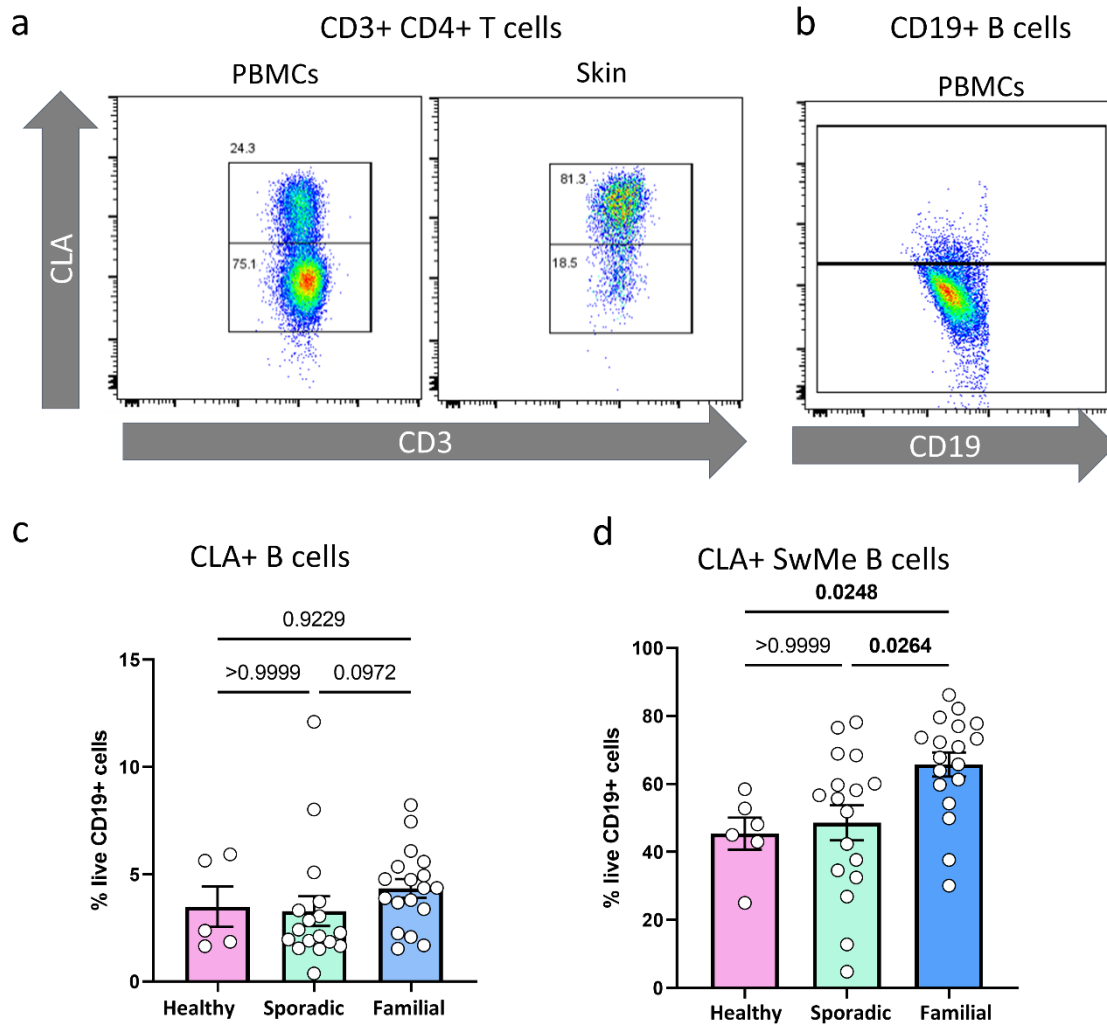 a
CD3+ CD4+ T cells
PBMCs
Skin
24.3
75.1
81.3
18.5
CLA
CD3
b
CD19+ B cells
PBMCs
CD19
c
CLA+ B cells
0.9229
>0.9999
0.0972
15
10
5
0
% live CD19+ cells
Healthy
Sporadic
Familial
d
CLA+ SwMe B cells
0.0248
>0.9999
0.0264
100
80
60
40
20
0
% live CD19+ cells
Healthy
Sporadic
Familial